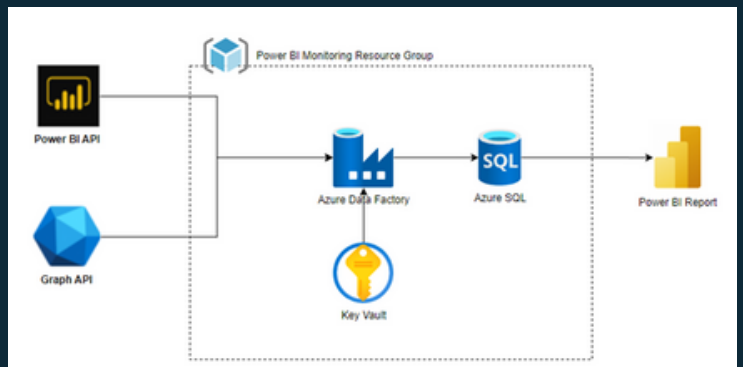 Power BI Monitoring Resource Group
Power BI API
Azure Data Factory
SQL
Azure SQL
Power BI Report
Graph API
Key Vault